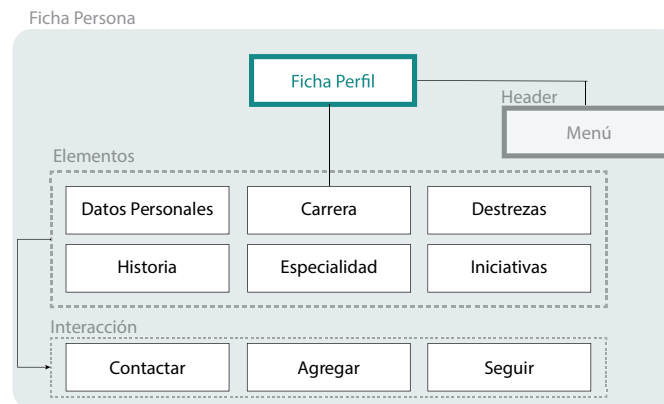 Ficha Persona
Ficha Perfil
Header
Menú
Elementos
Datos Personales
Carrera
Destrezas
Historia
Especialidad
Iniciativas
Interacción
Contactar
Agregar
Seguir